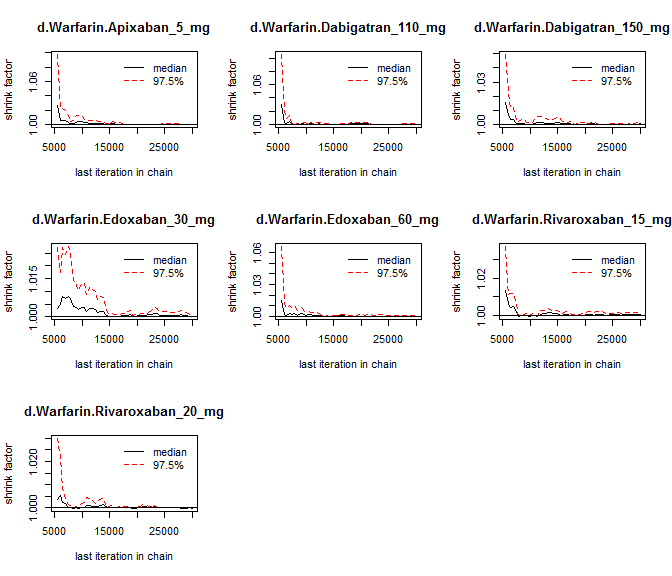 d.Warfarin.Apixaban_5_mg
shrink factor
1.00 1.06
median
97.5%
5000 15000 25000
last iteration in chain
d.Warfarin.Dabigatran_110_mg
shrink factor
1.00 1.06
median
97.5%
5000 15000 25000
last iteration in chain
d.Warfarin.Dabigatran_150_mg
shrink factor
1.00 1.03
median
97.5%
5000 15000 25000
last iteration in chain
d.Warfarin.Edoxaban_30_mg
shrink factor
1.000 1.015
median
97.5%
5000 15000 25000
last iteration in chain
d.Warfarin.Edoxaban_60_mg
shrink factor
1.00 1.03 1.06
median
97.5%
5000 15000 25000
last iteration in chain
d.Warfarin.Rivaroxaban_15_mg
shrink factor
1.00 1.02
median
97.5%
5000 15000 25000
last iteration in chain
d.Warfarin.Rivaroxaban_20_mg
shrink factor
1.000 1.020
median
97.5%
5000 15000 25000
last iteration in chain